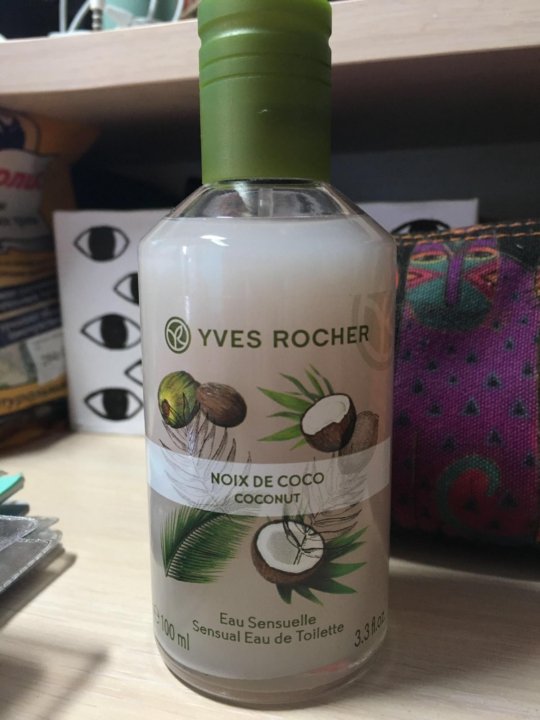 YVES ROCHER
NOIX DE COCO
COCONUT
Eau Sensuelle
Sensual Eau de Toilette
100 ml
3.3 fl.oz.